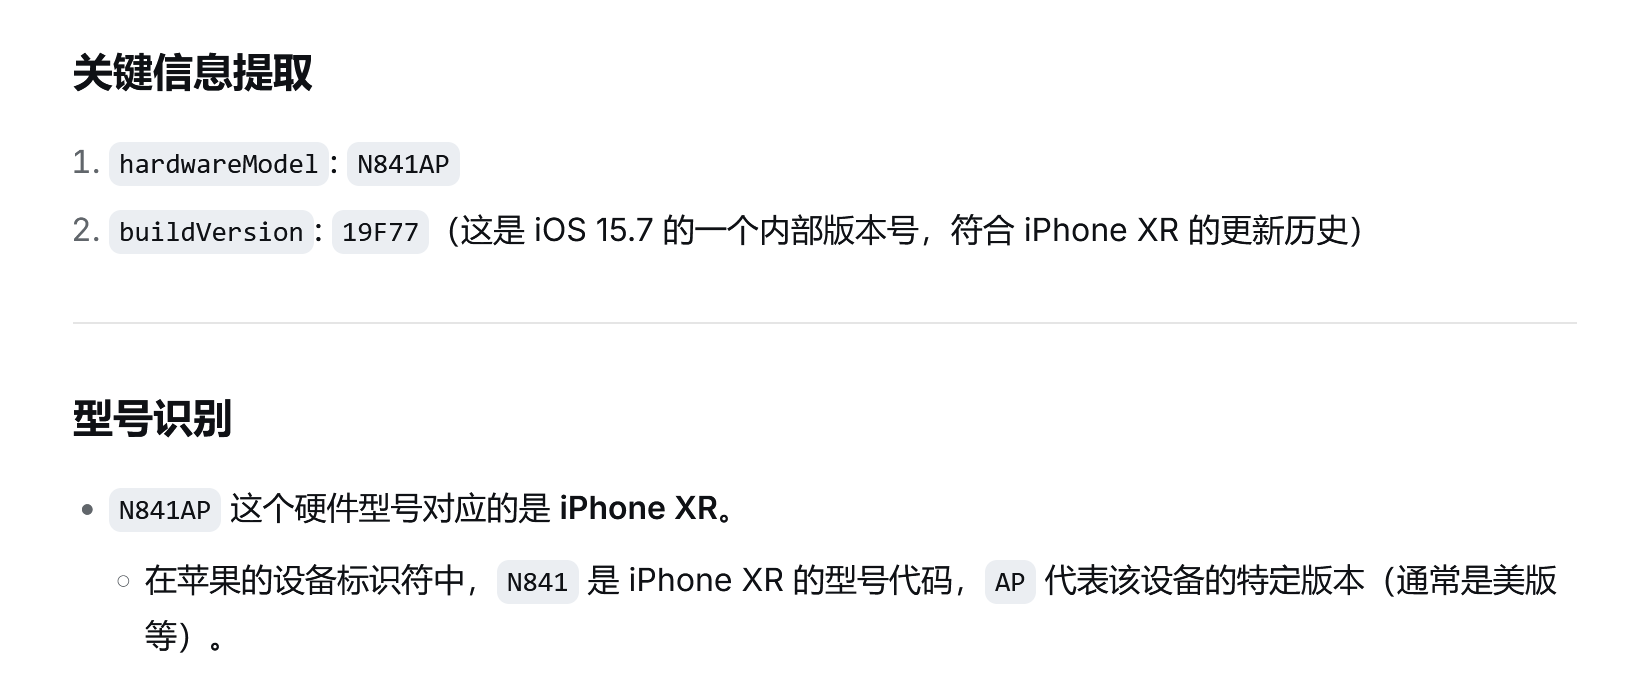 关键信息提取
1. hardwareModel: N841AP
2. buildVersion: 19F77（这是 iOS 15.7 的一个内部版本号，符合 iPhone XR 的更新历史）
型号识别
• N841AP 这个硬件型号对应的是 iPhone XR。
○ 在苹果的设备标识符中，N841 是 iPhone XR 的型号代码，AP 代表该设备的特定版本（通常是美版
等）。